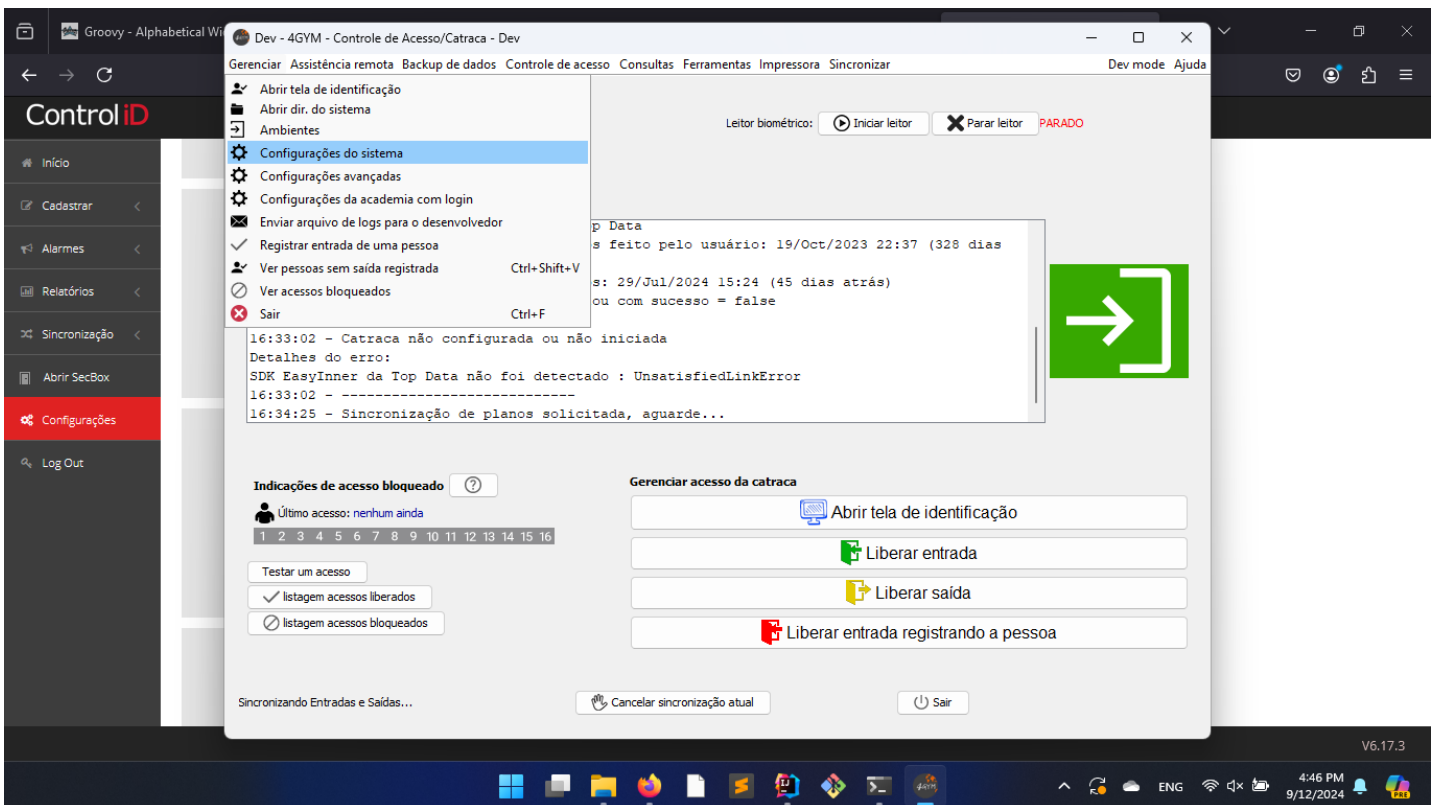 Groovy - Alphabetical Wi
Dev - 4GYM - Controle de Acesso/Catraca - Dev
Gerenciar Assistência remota Backup de dados Controle de acesso Consultas Ferramentas Impressora Sincronizar Dev mode Ajuda
Control iD
Início
Cadastrar
Alarmes
Relatórios
Sincronização
Abrir SecBox
Configurações
Log Out
Abrir tela de identificação
Abrir dir. do sistema
Ambientes
Configurações do sistema
Configurações avançadas
Configurações da academia com login
Enviar arquivo de logs para o desenvolvedor
Registrar entrada de uma pessoa
Ver pessoas sem saída registrada Ctrl+Shift+V
Ver acessos bloqueados
Sair Ctrl+F
Leitor biométrico: Iniciar leitor Parar leitor PARADO
p Data
s feito pelo usuário: 19/Oct/2023 22:37 (328 dias
s: 29/Jul/2024 15:24 (45 dias atrás)
ou com sucesso = false
16:33:02 - Catraca não configurada ou não iniciada
Detalhes do erro:
SDK EasyInner da Top Data não foi detectado : UnsatisfiedLinkError
16:33:02 - ----------------------------
16:34:25 - Sincronização de planos solicitada, aguarde...
Indicações de acesso bloqueado
Último acesso: nenhum ainda
1 2 3 4 5 6 7 8 9 10 11 12 13 14 15 16
Testar um acesso
listagem acessos liberados
listagem acessos bloqueados
Gerenciar acesso da catraca
Abrir tela de identificação
Liberar entrada
Liberar saída
Liberar entrada registrando a pessoa
Sincronizando Entradas e Saídas... Cancelar sincronização atual Sair
V6.17.3
ENG
4:46 PM
9/12/2024
PRE